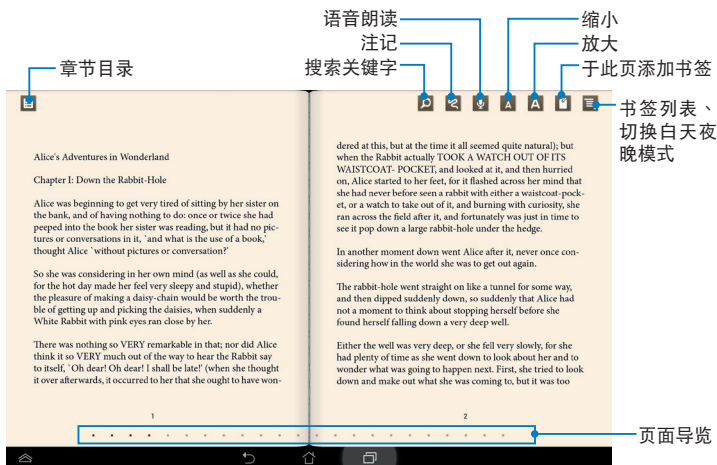 语音朗读
缩小
注记
放大
章节目录
搜索关键字
于此页添加书签
A
A
书签列表、
切换白天夜
晚模式
Alice's Adventures in Wonderland
Chapter I: Down the Rabbit-Hole
Alice was beginning to get very tired of sitting by her sister on
the bank, and of having nothing to do: once or twice she had
peeped into the book her sister was reading, but it had no pic-
tures or conversations in it, `and what is the use of a book,'
thought Alice `without pictures or conversation?'
So she was considering in her own mind (as well as she could,
for the hot day made her feel very sleepy and stupid), whether
the pleasure of making a daisy-chain would be worth the trou-
ble of getting up and picking the daisies, when suddenly a
White Rabbit with pink eyes ran close by her.
There was nothing so VERY remarkable in that; nor did Alice
think it so VERY much out of the way to hear the Rabbit say
to itself, `Oh dear! Oh dear! I shall be late!' (when she thought
it over afterwards, it occurred to her that she ought to have won-
1
dered at this, but at the time it all seemed quite natural); but
when the Rabbit actually TOOK A WATCH OUT OF ITS
WAISTCOAT- POCKET, and looked at it, and then hurried
on, Alice started to her feet, for it flashed across her mind that
she had never before seen a rabbit with either a waistcoat-pock-
et, or a watch to take out of it, and burning with curiosity, she
ran across the field after it, and fortunately was just in time to
see it pop down a large rabbit-hole under the hedge.
In another moment down went Alice after it, never once con-
sidering how in the world she was to get out again.
The rabbit-hole went straight on like a tunnel for some way,
and then dipped suddenly down, so suddenly that Alice had
not a moment to think about stopping herself before she
found herself falling down a very deep well.
Either the well was very deep, or she fell very slowly, for she
had plenty of time as she went down to look about her and to
wonder what was going to happen next. First, she tried to look
down and make out what she was coming to, but it was too
2
页面导览